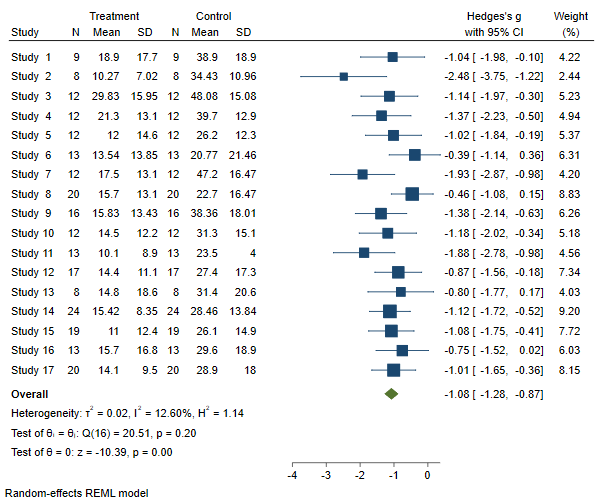 Treatment Control Hedges's g Weight
Study N Mean SD N Mean SD with 95% CI (%)
Study 1 9 18.9 17.7 9 38.9 18.9 -1.04 [ -1.98, -0.10] 4.22
Study 2 8 10.27 7.02 8 34.43 10.96 -2.48 [ -3.75, -1.22] 2.44
Study 3 12 29.83 15.95 12 48.08 15.08 -1.14 [ -1.97, -0.30] 5.23
Study 4 12 21.3 13.1 12 39.7 12.9 -1.37 [ -2.23, -0.50] 4.94
Study 5 12 12 14.6 12 26.2 12.3 -1.02 [ -1.84, -0.19] 5.37
Study 6 13 13.54 13.85 13 20.77 21.46 -0.39 [ -1.14, 0.36] 6.31
Study 7 12 17.5 13.1 12 47.2 16.47 -1.93 [ -2.87, -0.98] 4.20
Study 8 20 15.7 13.1 20 22.7 16.47 -0.46 [ -1.08, 0.15] 8.83
Study 9 16 15.83 13.43 16 38.36 18.01 -1.38 [ -2.14, -0.63] 6.26
Study 10 12 14.5 12.2 12 31.3 15.1 -1.18 [ -2.02, -0.34] 5.18
Study 11 13 10.1 8.9 13 23.5 4 -1.88 [ -2.78, -0.98] 4.56
Study 12 17 14.4 11.1 17 27.4 17.3 -0.87 [ -1.56, -0.18] 7.34
Study 13 8 14.8 18.6 8 31.4 20.6 -0.80 [ -1.77, 0.17] 4.03
Study 14 24 15.42 8.35 24 28.46 13.84 -1.12 [ -1.72, -0.52] 9.20
Study 15 19 11 12.4 19 26.1 14.9 -1.08 [ -1.75, -0.41] 7.72
Study 16 13 15.7 16.8 13 29.6 18.9 -0.75 [ -1.52, 0.02] 6.03
Study 17 20 14.1 9.5 20 28.9 18 -1.01 [ -1.65, -0.36] 8.15
Overall -1.08 [ -1.28, -0.87]
Heterogeneity: τ² = 0.02, I² = 12.60%, H² = 1.14
Test of θᵢ = θⱼ: Q(16) = 20.51, p = 0.20
Test of θ = 0: z = -10.39, p = 0.00
-4 -3 -2 -1 0
Random-effects REML model